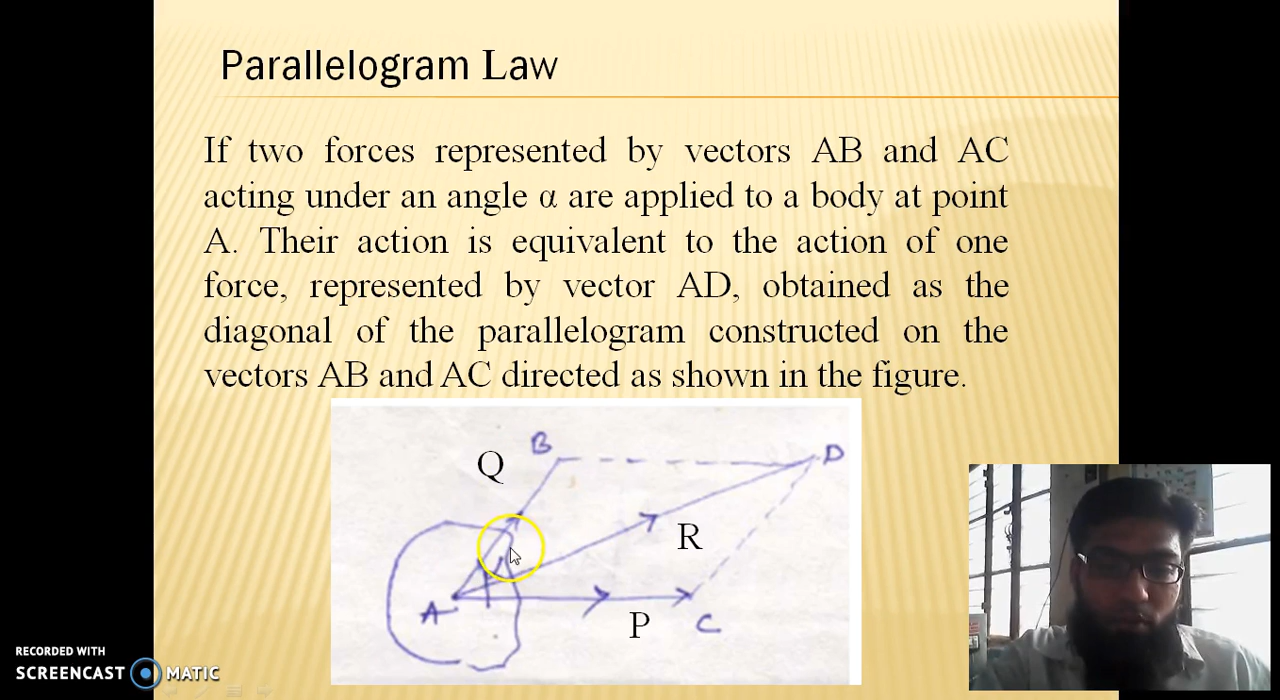 Parallelogram Law
If two forces represented by vectors AB and AC
acting under an angle α are applied to a body at point
A. Their action is equivalent to the action of one
force, represented by vector AD, obtained as the
diagonal of the parallelogram constructed on the
vectors AB and AC directed as shown in the figure.
B
Q
D
R
A
P
C
RECORDED WITH
SCREENCAST MATIC